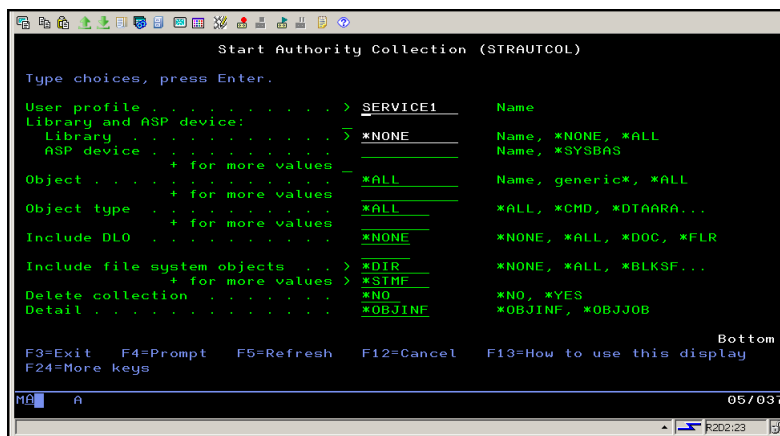 Start Authority Collection (STRAUTCOL)
Type choices, press Enter.
User profile . . . . . . . . . . > SERVICE1 Name
Library and ASP device:
Library . . . . . . . . . . . > *NONE Name, *NONE, *ALL
ASP device . . . . . . . . . . Name, *SYSBAS
+ for more values
Object . . . . . . . . . . . . . *ALL Name, generic*, *ALL
+ for more values
Object type . . . . . . . . . . *ALL *ALL, *CMD, *DTAARA...
+ for more values
Include DLO . . . . . . . . . . *NONE *NONE, *ALL, *DOC, *FLR
Include file system objects . . > *DIR *NONE, *ALL, *BLKSF...
+ for more values > *STMF
Delete collection . . . . . . . *NO *NO, *YES
Detail . . . . . . . . . . . . . *OBJINF *OBJINF, *OBJJOB
Bottom
F3=Exit F4=Prompt F5=Refresh F12=Cancel F13=How to use this display
F24=More keys
MA A 05/037
R2D2:23